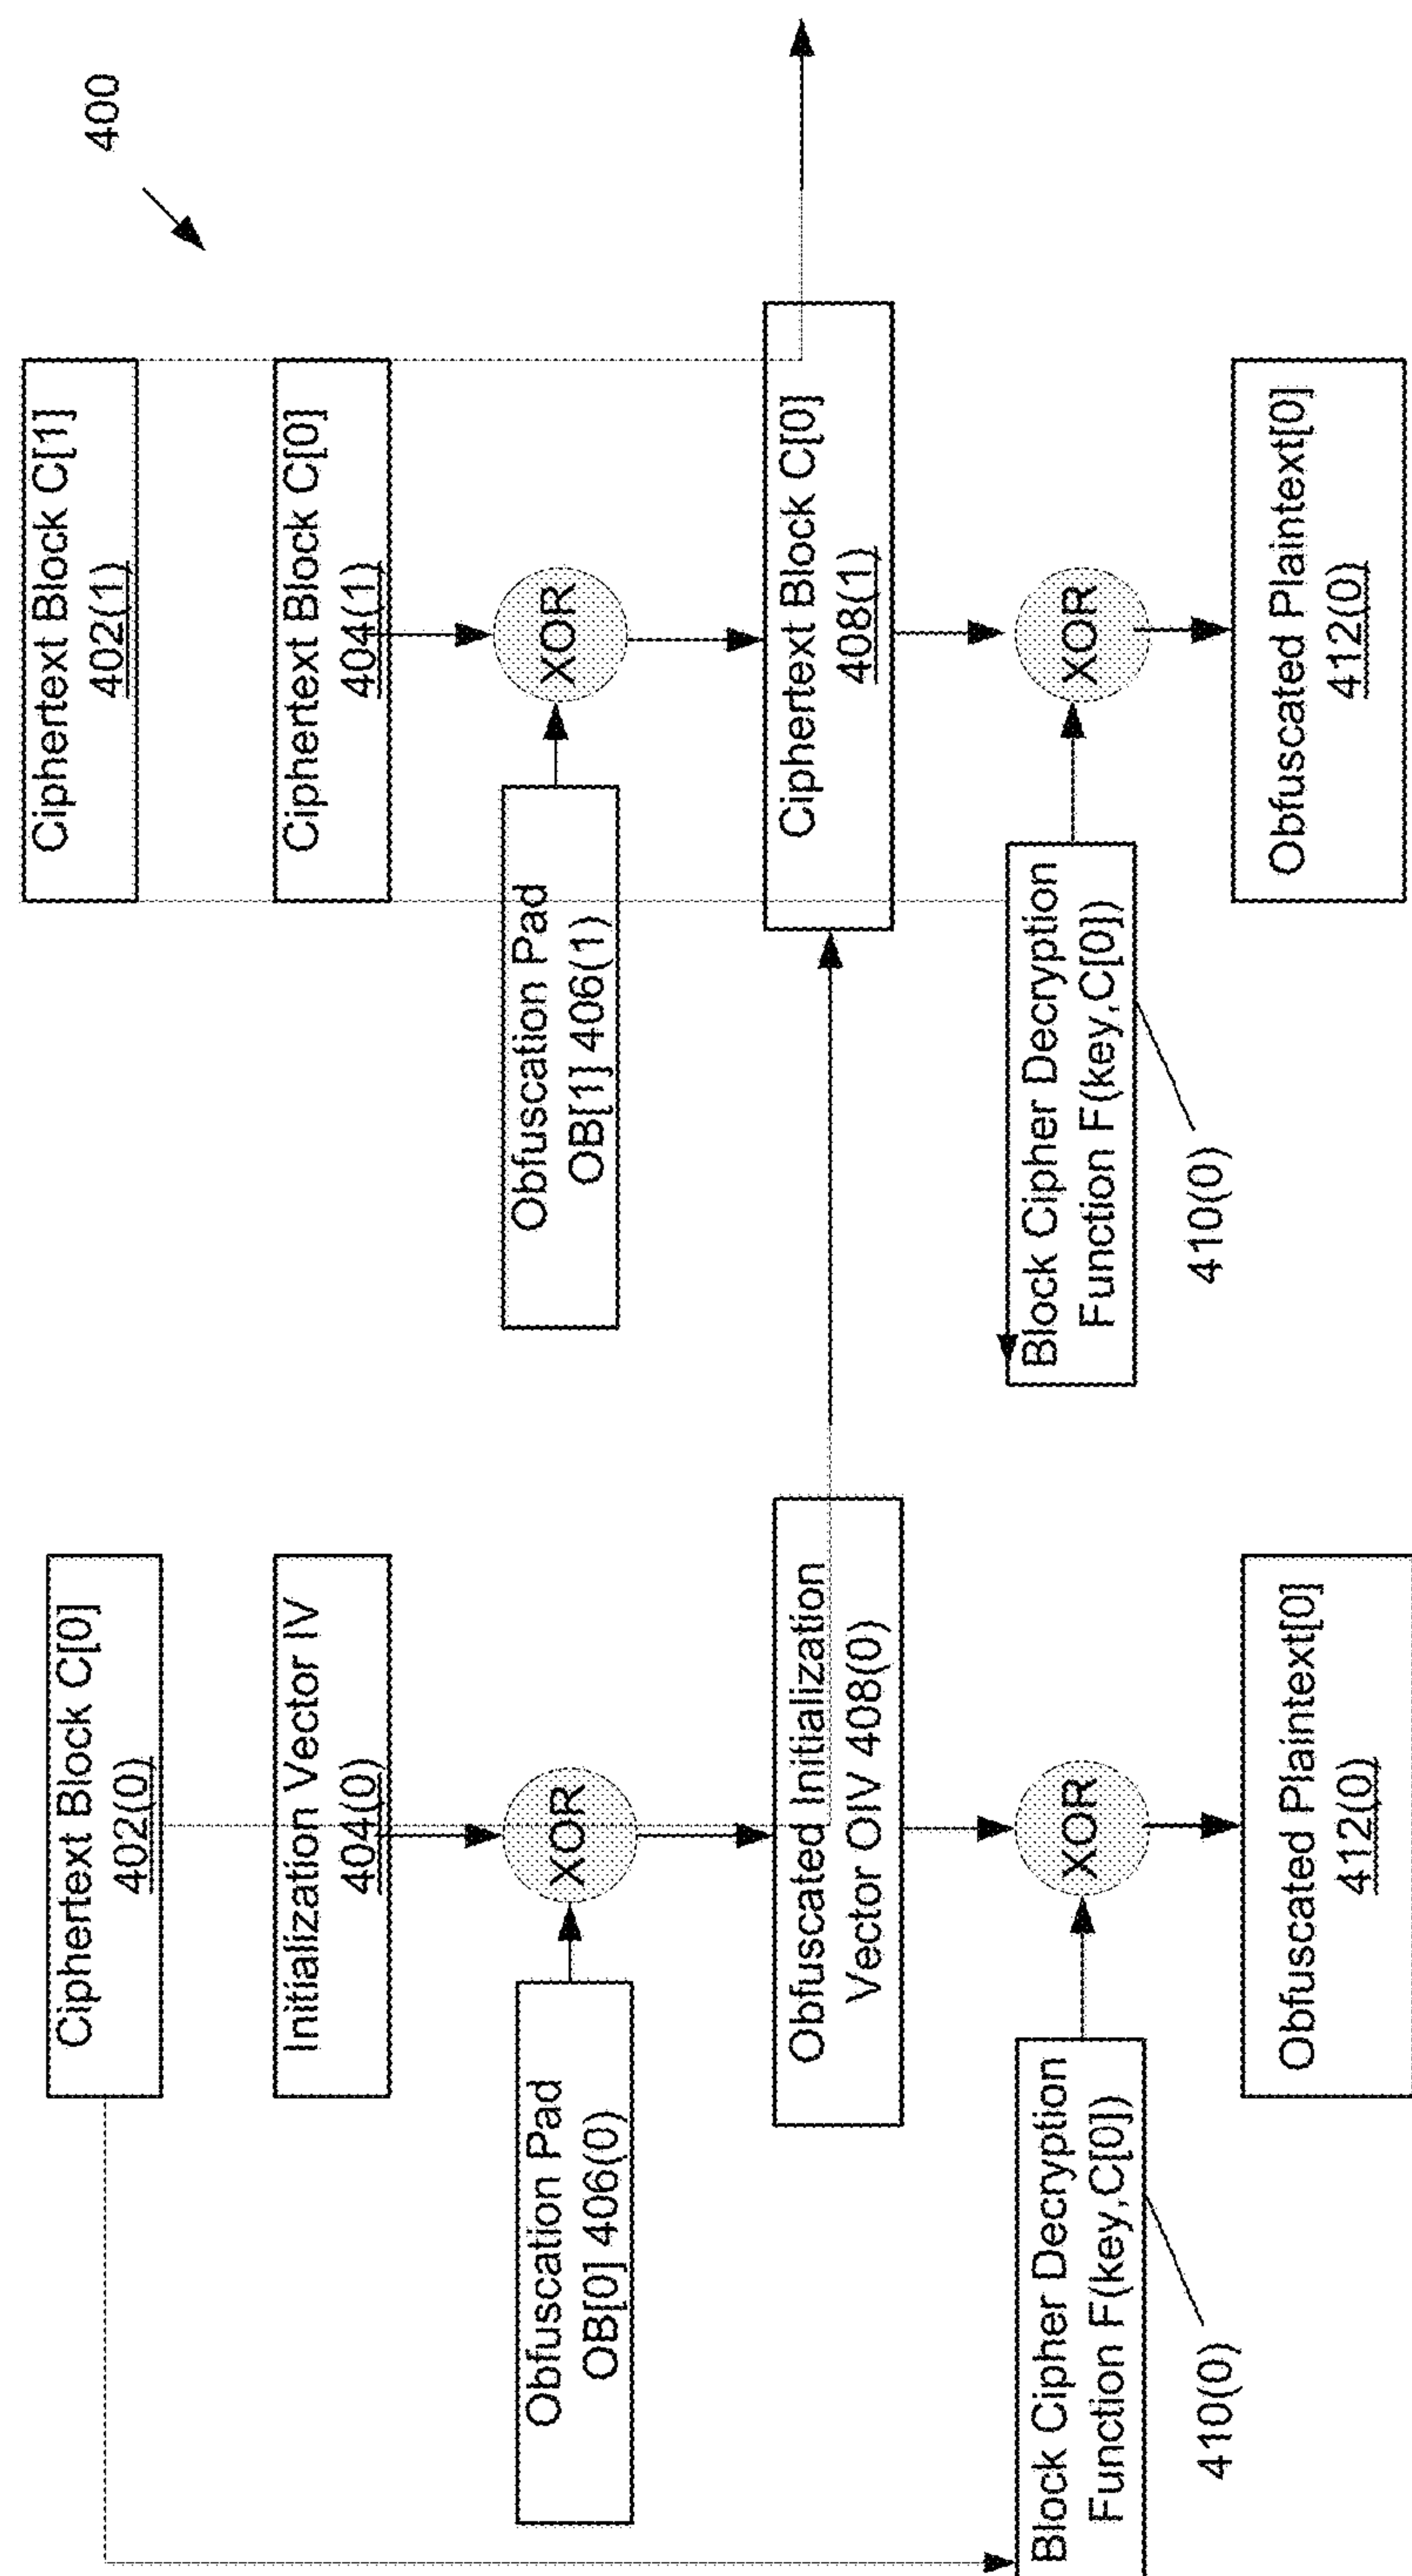 400
Ciphertext Block C[0]
402(0)
Initialization Vector IV
404(0)
Obfuscation Pad
OB[0] 406(0)
XOR
Obfuscated Initialization
Vector OIV 408(0)
Block Cipher Decryption
Function F(key,C[0])
410(0)
XOR
Obfuscated Plaintext[0]
412(0)
Ciphertext Block C[1]
402(1)
Ciphertext Block C[0]
404(1)
Obfuscation Pad
OB[1] 406(1)
XOR
Ciphertext Block C[0]
408(1)
Block Cipher Decryption
Function F(key,C[0])
410(0)
XOR
Obfuscated Plaintext[0]
412(0)